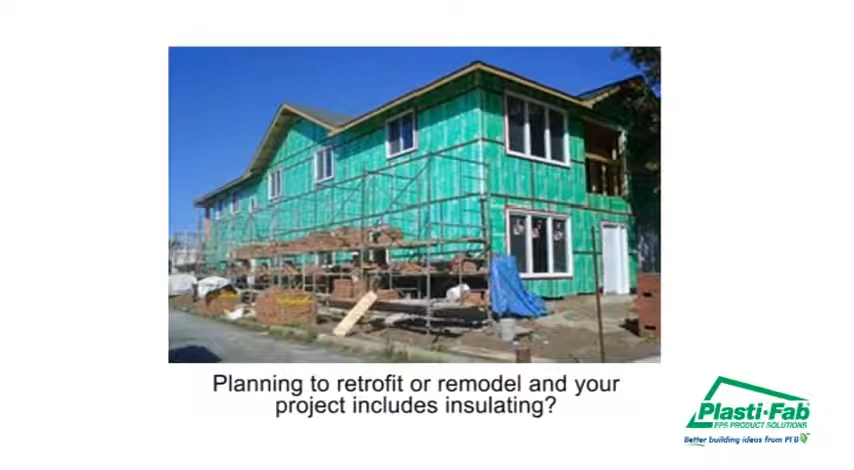 Planning to retrofit or remodel and your
project includes insulating?
Plasti-Fab
EPS PRODUCT SOLUTIONS
Better building ideas from PFB